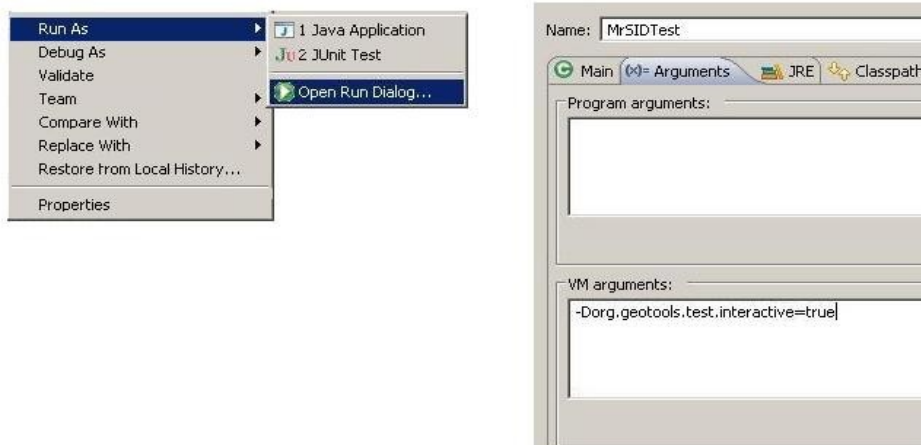 Run As
Debug As
Validate
Team
Compare With
Replace With
Restore from Local History...
Properties
J 1 Java Application
Ju 2 JUnit Test
Open Run Dialog...
Name: MrSIDTest
C Main (x)= Arguments JRE Classpath
Program arguments:
VM arguments:
-Dorg.geotools.test.interactive=true